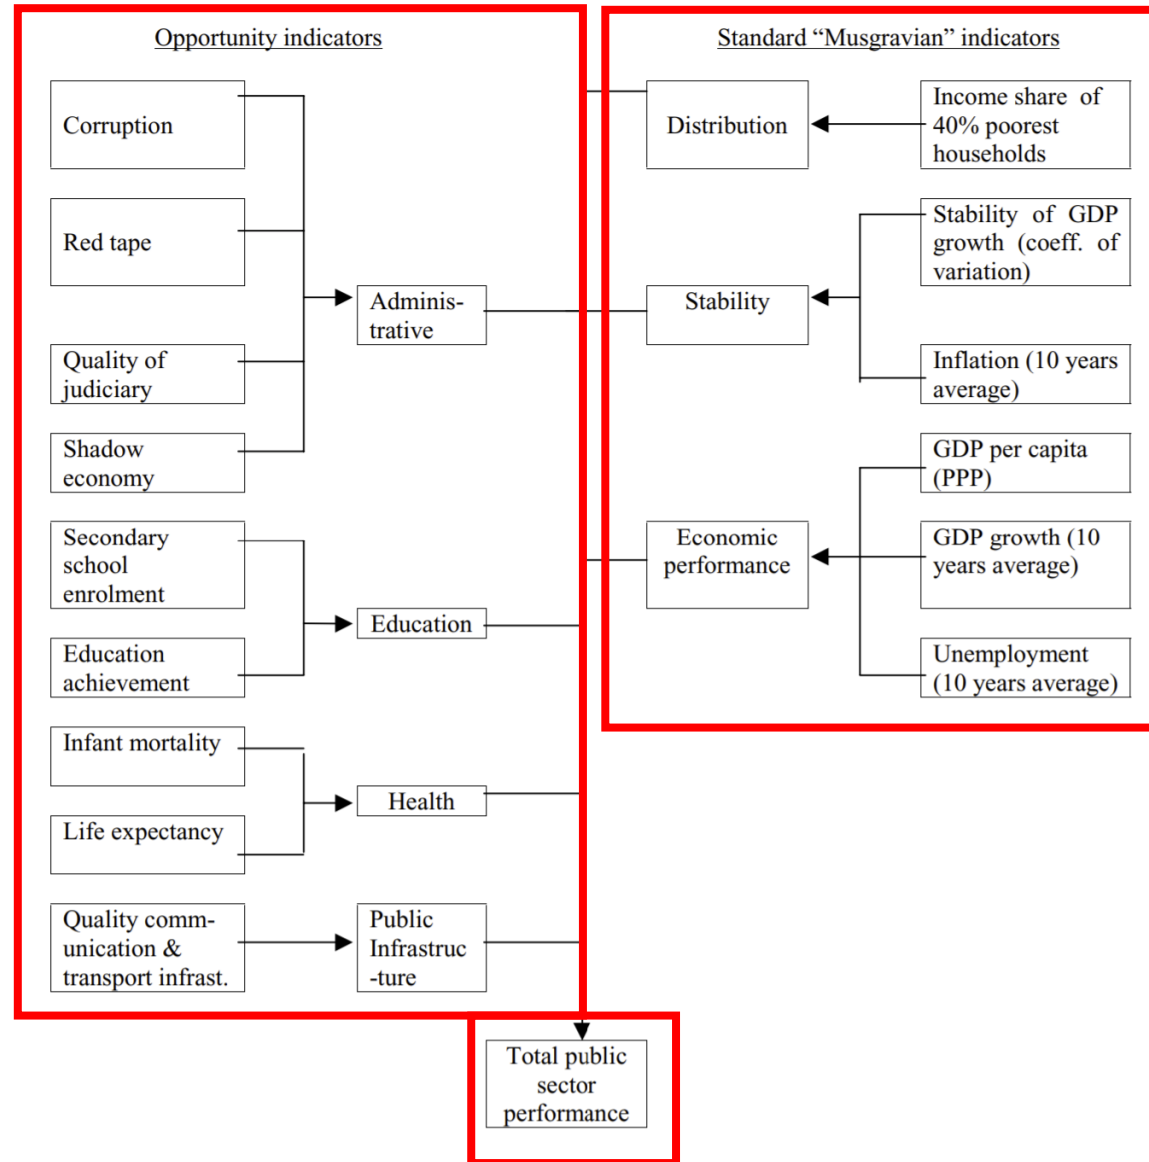 Opportunity indicators
Corruption
Red tape
Quality of
judiciary
Shadow
economy
Adminis-
trative
Secondary
school
enrolment
Education
achievement
Education
Infant mortality
Life expectancy
Health
Quality comm-
unication &
transport infrast.
Public
Infrastruc
-ture
Standard “Musgravian” indicators
Distribution
Income share of
40% poorest
households
Stability
Stability of GDP
growth (coeff. of
variation)
Inflation (10 years
average)
Economic
performance
GDP per capita
(PPP)
GDP growth (10
years average)
Unemployment
(10 years average)
Total public
sector
performance